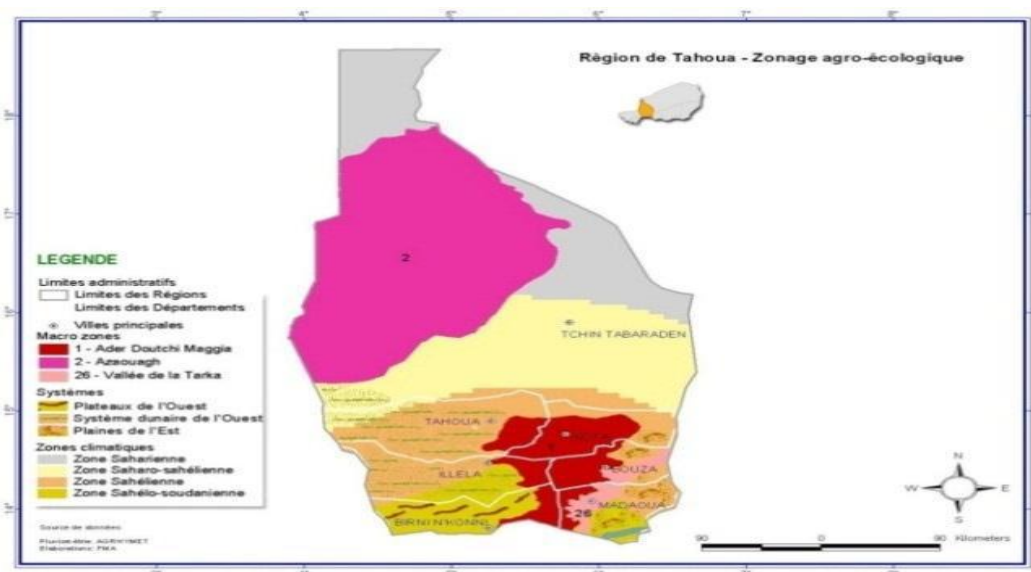 Règion de Tahoua - Zonage agro-écologique
LEGENDE
Limites administratifs
Limites des Régions
Limites des Départements
Villes principales
Macro zones
1 - Ader Doutchi Maggia
2 - Azaouagh
26 - Vallée de la Tarka
Systèmes
Plateaux de l'Ouest
Système dunaire de l'Ouest
Plaines de l'Est
Zones climatiques
Zone Saharienne
Zone Saharo-sahélienne
Zone Sahélienne
Zone Sahélo-soudanienne
Source de données
Pluviométrie: AGRHYMET
2
TCHIN TABARADEN
TAHOUA
ILLELA
BOUZA
MADAOUA
26
BIRNI N'KONNI
N
W E
S
90 0 90 Kilometers